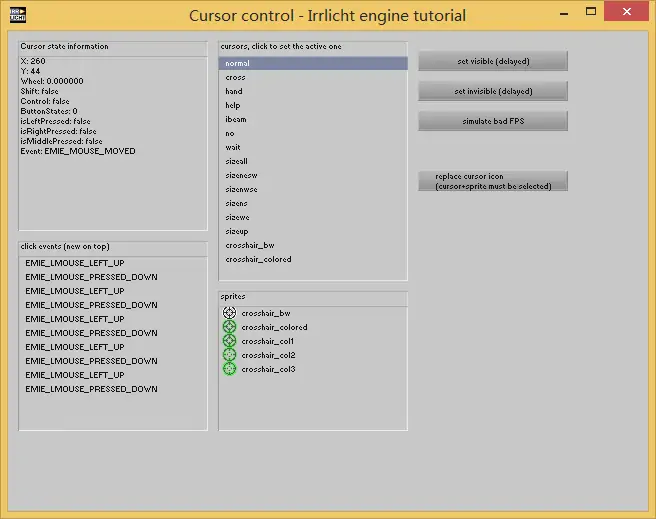 IRR
LICHT
Cursor control - Irrlicht engine tutorial
Cursor state information
X: 260
Y: 44
Wheel: 0.000000
Shift: false
Control: false
ButtonStates: 0
isLeftPressed: false
isRightPressed: false
isMiddlePressed: false
Event: EMIE_MOUSE_MOVED
click events (new on top)
EMIE_LMOUSE_LEFT_UP
EMIE_LMOUSE_PRESSED_DOWN
EMIE_LMOUSE_LEFT_UP
EMIE_LMOUSE_PRESSED_DOWN
EMIE_LMOUSE_LEFT_UP
EMIE_LMOUSE_PRESSED_DOWN
EMIE_LMOUSE_LEFT_UP
EMIE_LMOUSE_PRESSED_DOWN
EMIE_LMOUSE_LEFT_UP
EMIE_LMOUSE_PRESSED_DOWN
cursors, click to set the active one
normal
cross
hand
help
ibeam
no
wait
sizeall
sizenesw
sizenwse
sizens
sizewe
sizeup
crosshair_bw
crosshair_colored
sprites
crosshair_bw
crosshair_colored
crosshair_col1
crosshair_col2
crosshair_col3
set visible (delayed)
set invisible (delayed)
simulate bad FPS
replace cursor icon
(cursor+sprite must be selected)